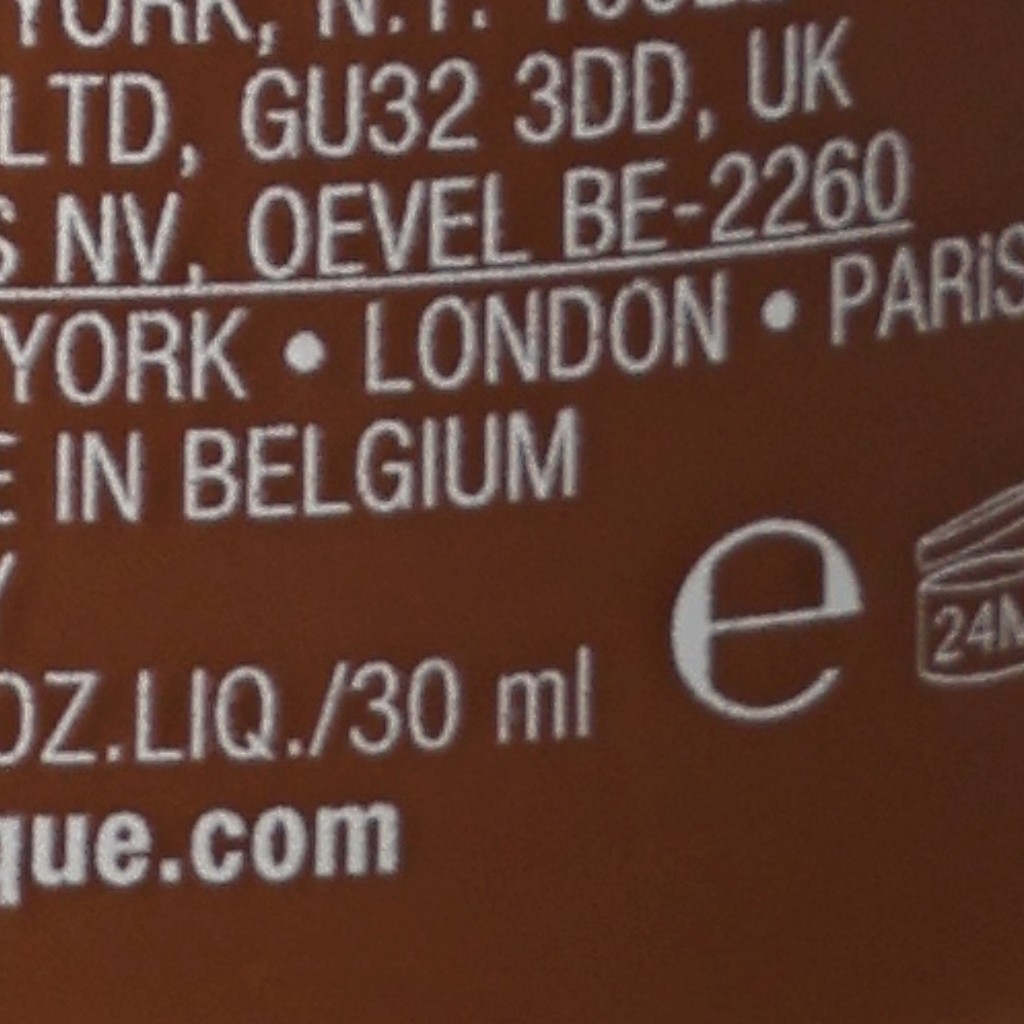 YORK, N.Y.
LTD, GU32 3DD, UK
S NV, OEVEL BE-2260
YORK • LONDON • PARiS
E IN BELGIUM
Y
OZ.LIQ./30 ml e 24M
que.com